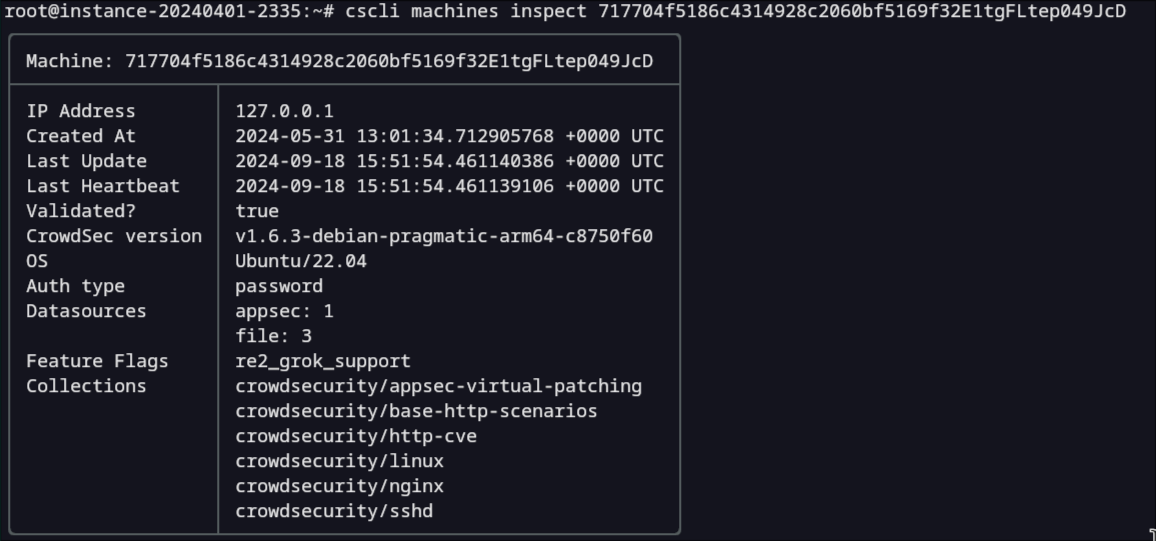 root@instance-20240401-2335:~# cscli machines inspect 717704f5186c4314928c2060bf5169f32E1tgFLtep049JcD
Machine: 717704f5186c4314928c2060bf5169f32E1tgFLtep049JcD
IP Address 127.0.0.1
Created At 2024-05-31 13:01:34.712905768 +0000 UTC
Last Update 2024-09-18 15:51:54.461140386 +0000 UTC
Last Heartbeat 2024-09-18 15:51:54.461139106 +0000 UTC
Validated? true
CrowdSec version v1.6.3-debian-pragmatic-arm64-c8750f60
OS Ubuntu/22.04
Auth type password
Datasources appsec: 1
file: 3
Feature Flags re2_grok_support
Collections crowdsecurity/appsec-virtual-patching
crowdsecurity/base-http-scenarios
crowdsecurity/http-cve
crowdsecurity/linux
crowdsecurity/nginx
crowdsecurity/sshd